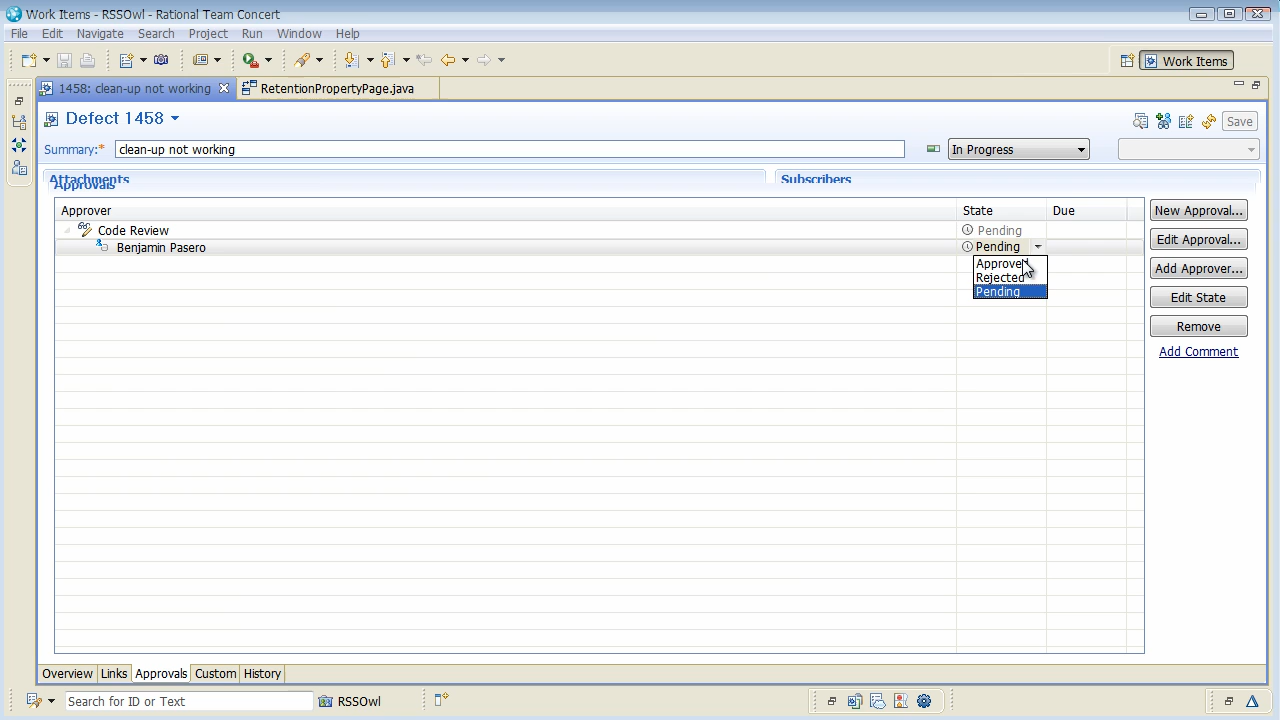 Work Items - RSSOwl - Rational Team Concert
File Edit Navigate Search Project Run Window Help
Work Items
1458: clean-up not working RetentionPropertyPage.java
Defect 1458 Save
Summary:* clean-up not working In Progress
Attachments Subscribers
Approvals
Approver State Due New Approval...
Code Review Pending
Benjamin Pasero Pending Edit Approval...
Approved Add Approver...
Rejected
Pending Edit State
Remove
Add Comment
Overview Links Approvals Custom History
Search for ID or Text RSSOwl